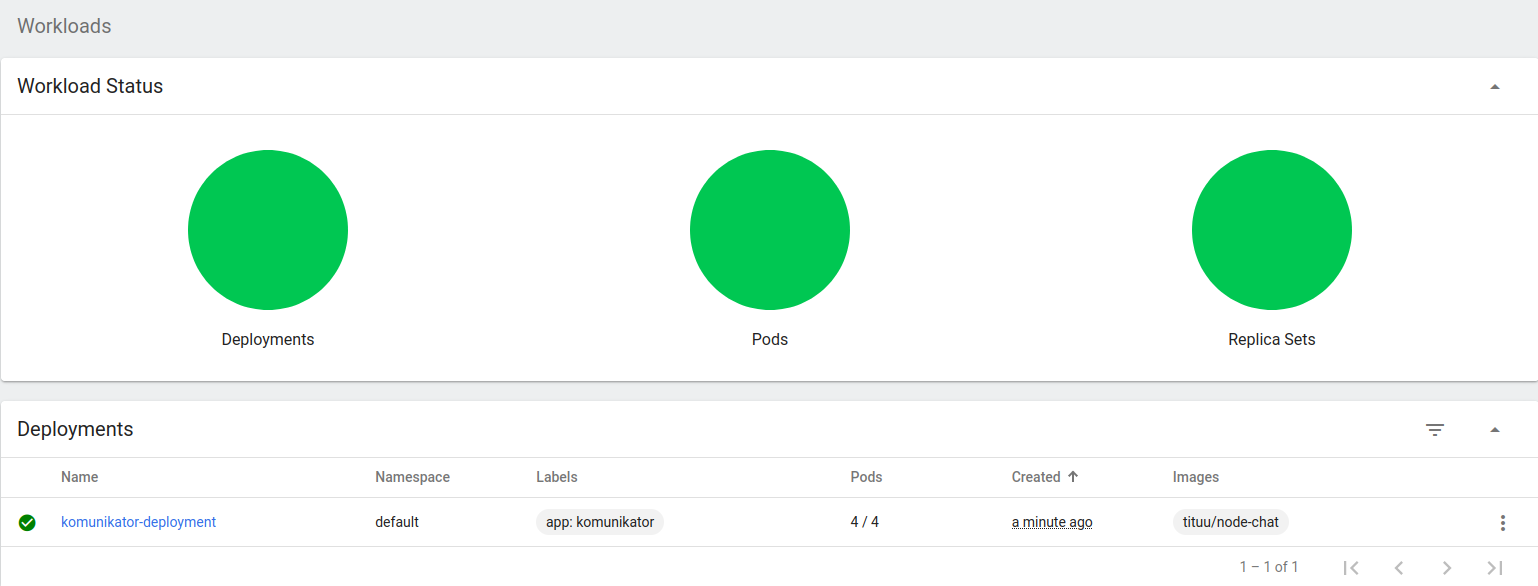 Workloads
Workload Status
Deployments Pods Replica Sets
Deployments
Name Namespace Labels Pods Created Images
komunikator-deployment default app: komunikator 4 / 4 a minute ago tituu/node-chat
1 – 1 of 1